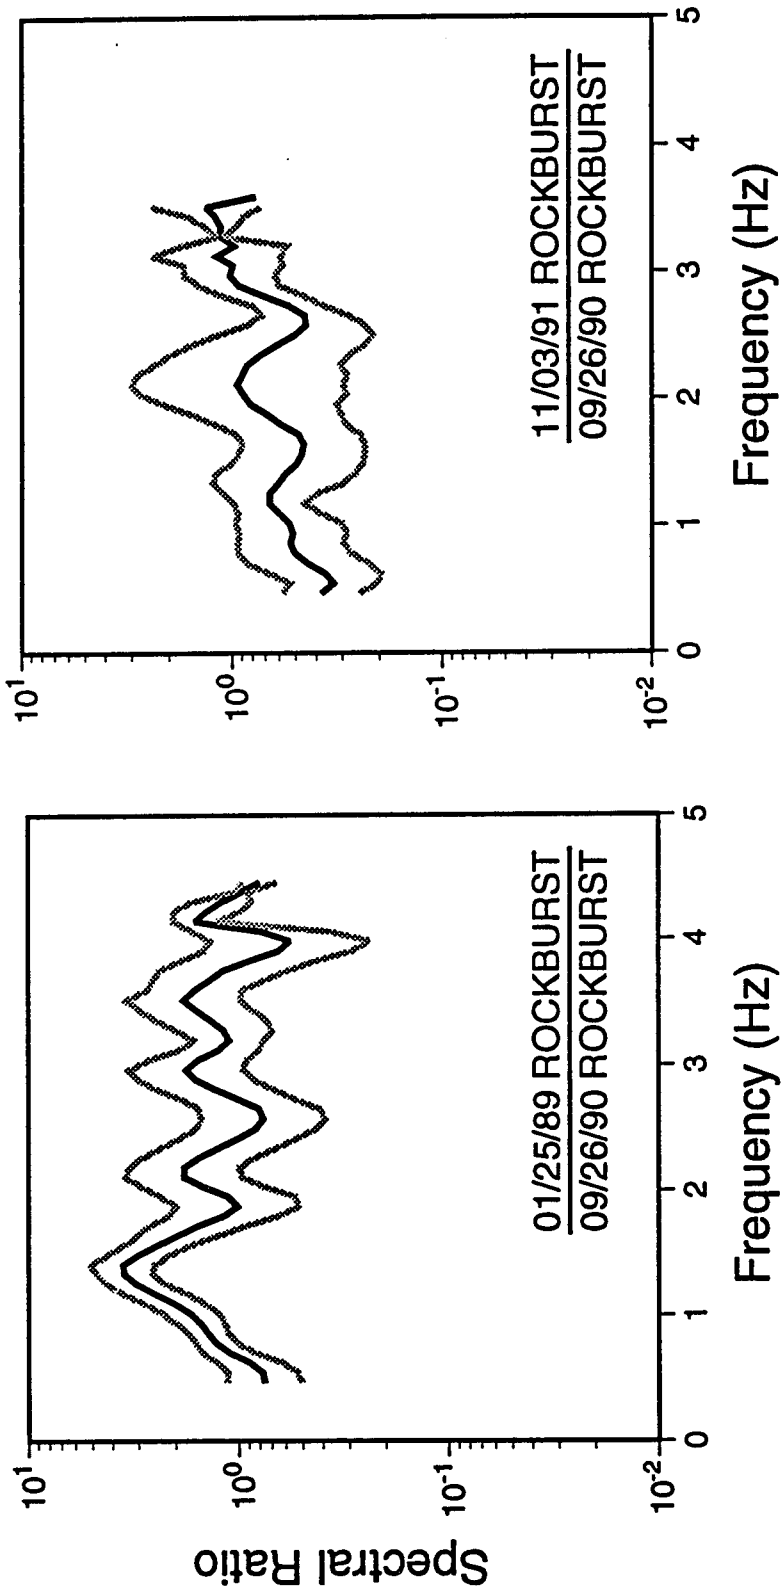 Spectral Ratio
10¹
10⁰
10⁻¹
10⁻²
01/25/89 ROCKBURST
09/26/90 ROCKBURST
0 1 2 3 4 5
Frequency (Hz)
10¹
10⁰
10⁻¹
10⁻²
11/03/91 ROCKBURST
09/26/90 ROCKBURST
0 1 2 3 4 5
Frequency (Hz)